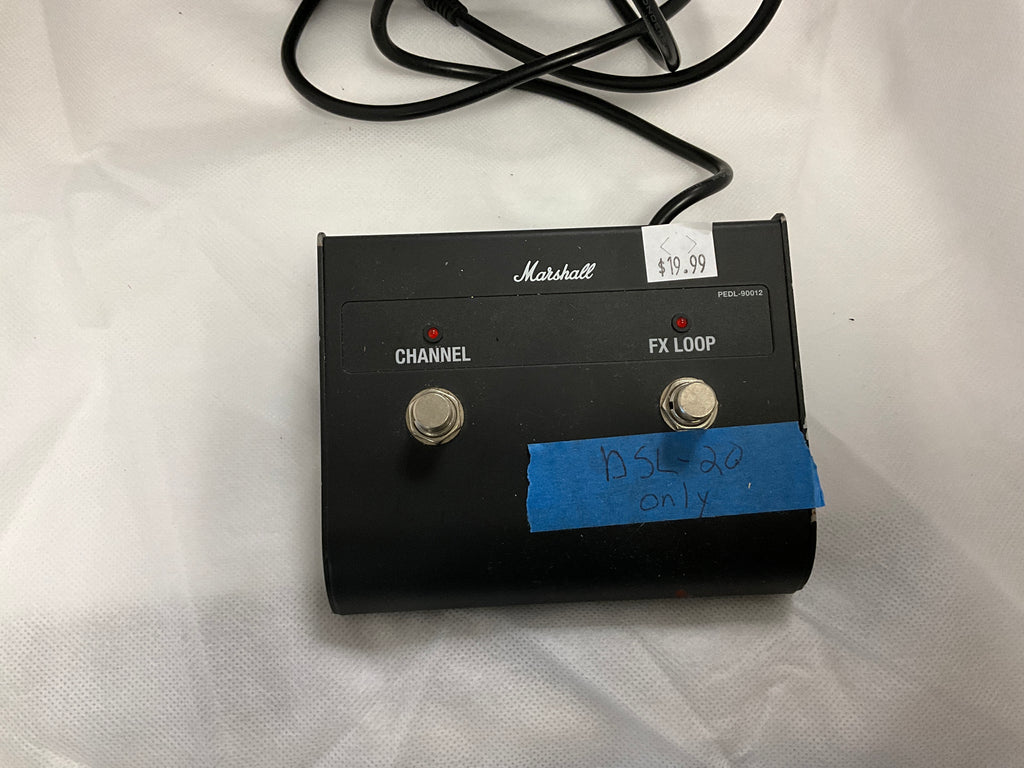 Marshall
$19.99
PEDL-90012
CHANNEL
FX LOOP
DSL-20
only